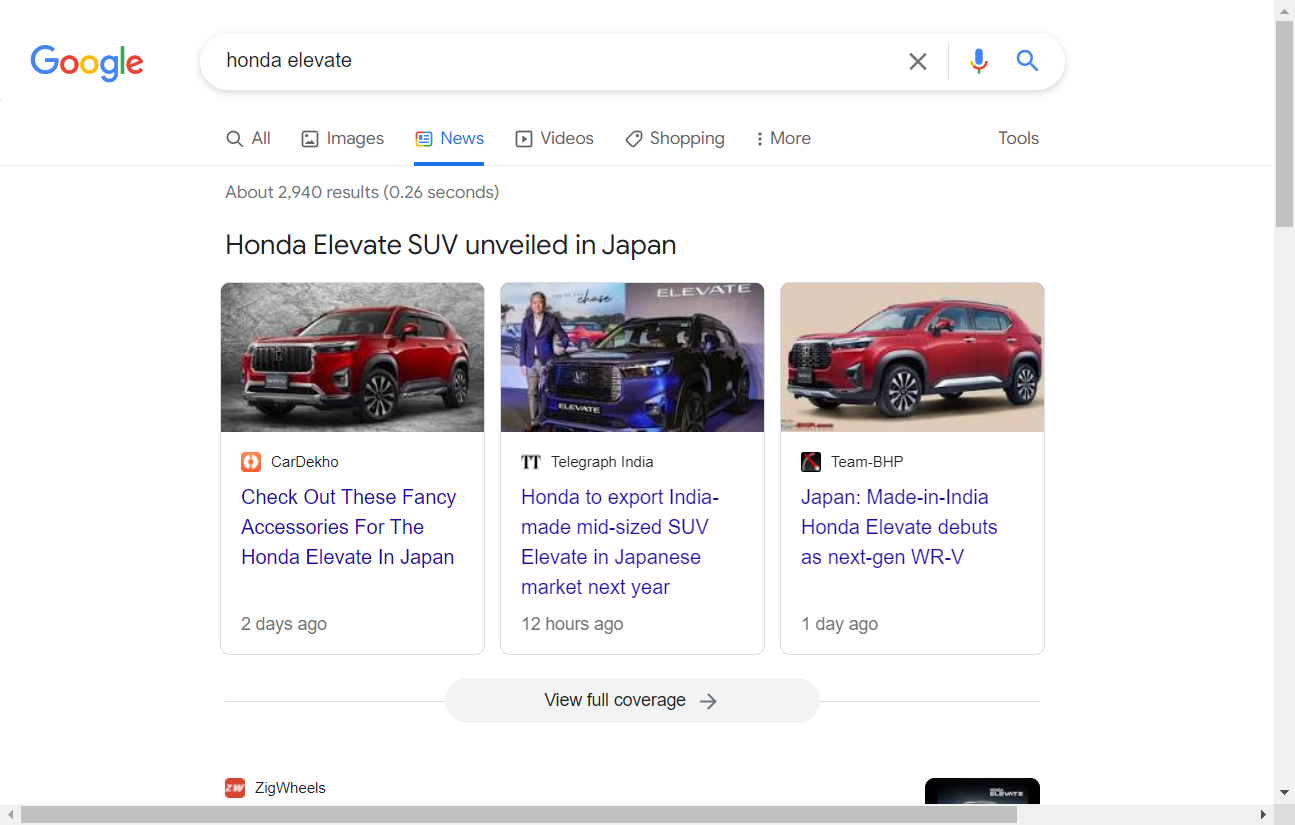 Google
honda elevate
All
Images
News
Videos
Shopping
More
Tools
About 2,940 results (0.26 seconds)
Honda Elevate SUV unveiled in Japan
chase
ELEVATE
ELEVATE
CarDekho
Check Out These Fancy
Accessories For The
Honda Elevate In Japan
2 days ago
TT Telegraph India
Honda to export India-
made mid-sized SUV
Elevate in Japanese
market next year
12 hours ago
Team-BHP
Japan: Made-in-India
Honda Elevate debuts
as next-gen WR-V
1 day ago
View full coverage
ZW ZigWheels
ELEVATE